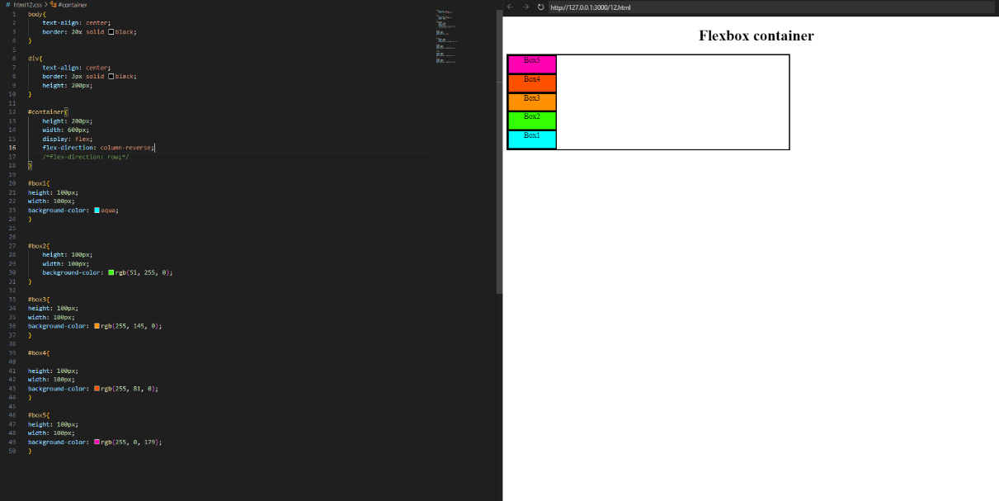 # html12.css > #container
1 body{
2 text-align: center;
3 border: 20x solid black;
4 }
5
6 div{
7 text-align: center;
8 border: 3px solid black;
9 height: 200px;
10 }
11
12 #container{
13 height: 200px;
14 width: 600px;
15 display: flex;
16 flex-direction: column-reverse;
17 /*flex-direction: row;*/
18 }
19
20 #box1{
21 height: 100px;
22 width: 100px;
23 background-color: aqua;
24 }
25
26
27 #box2{
28 height: 100px;
29 width: 100px;
30 background-color: rgb(51, 255, 0);
31 }
32
33 #box3{
34 height: 100px;
35 width: 100px;
36 background-color: rgb(255, 145, 0);
37 }
38
39 #box4{
40
41 height: 100px;
42 width: 100px;
43 background-color: rgb(255, 81, 0);
44 }
45
46 #box5{
47 height: 100px;
48 width: 100px;
49 background-color: rgb(255, 0, 179);
50 }
http://127.0.0.1:3000/12.html
Flexbox container
Box5
Box4
Box3
Box2
Box1